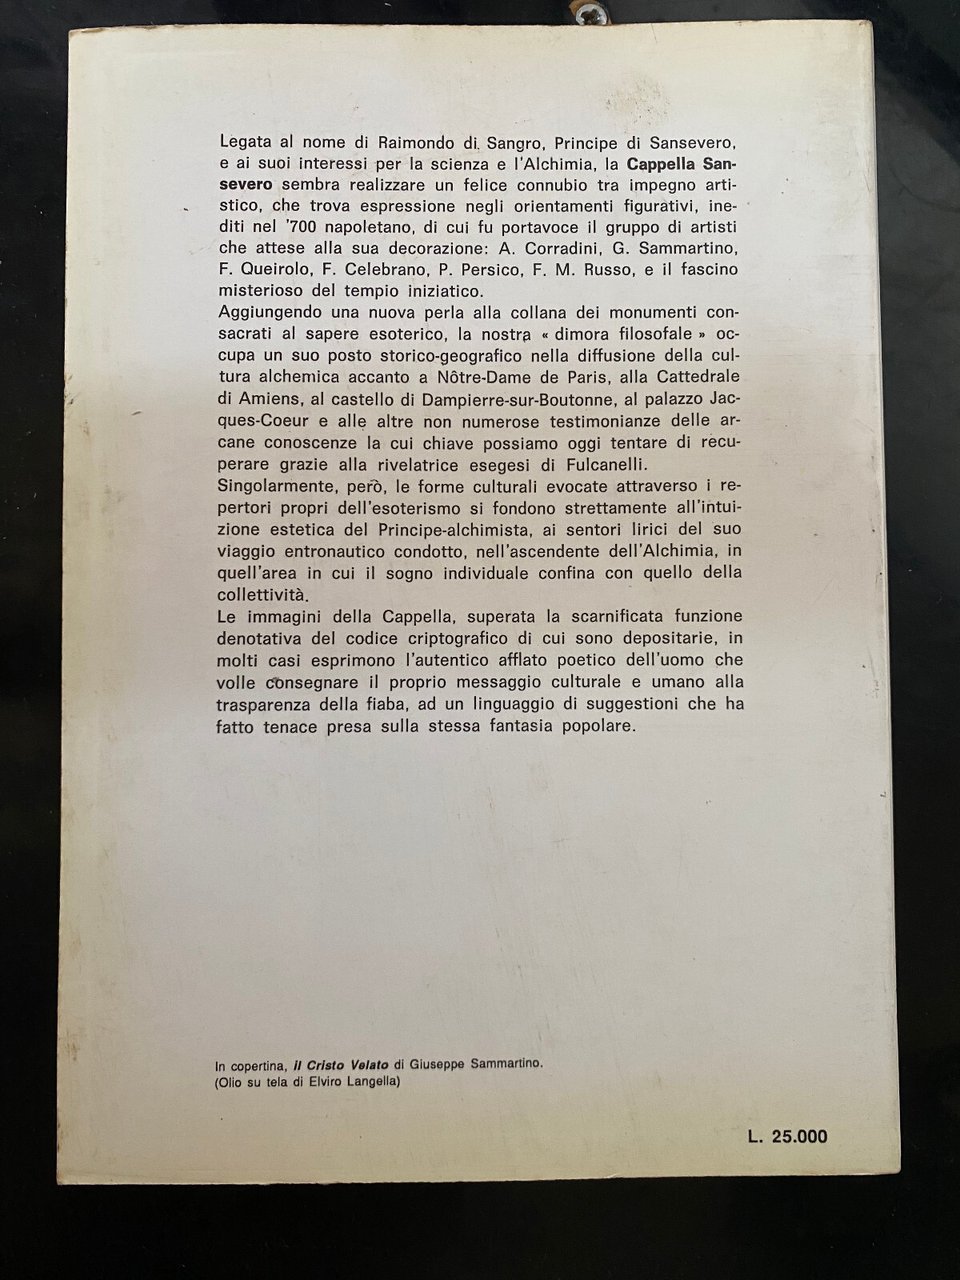 Legata al nome di Raimondo di Sangro, Principe di Sansevero,
e ai suoi interessi per la scienza e l'Alchimia, la Cappella San-
severo sembra realizzare un felice connubio tra impegno arti-
stico, che trova espressione negli orientamenti figurativi, ine-
diti nel '700 napoletano, di cui fu portavoce il gruppo di artisti
che attese alla sua decorazione: A. Corradini, G. Sammartino,
F. Queirolo, F. Celebrano, P. Persico, F. M. Russo, e il fascino
misterioso del tempio iniziatico.
Aggiungendo una nuova perla alla collana dei monumenti con-
sacrati al sapere esoterico, la nostra « dimora filosofale » oc-
cupa un suo posto storico-geografico nella diffusione della cul-
tura alchemica accanto a Nôtre-Dame de Paris, alla Cattedrale
di Amiens, al castello di Dampierre-sur-Boutonne, al palazzo Jac-
ques-Coeur e alle altre non numerose testimonianze delle ar-
cane conoscenze la cui chiave possiamo oggi tentare di recu-
perare grazie alla rivelatrice esegesi di Fulcanelli.
Singolarmente, però, le forme culturali evocate attraverso i re-
pertori propri dell'esoterismo si fondono strettamente all'intui-
zione estetica del Principe-alchimista, ai sentori lirici del suo
viaggio entronautico condotto, nell'ascendente dell'Alchimia, in
quell'area in cui il sogno individuale confina con quello della
collettività.
Le immagini della Cappella, superata la scarnificata funzione
denotativa del codice criptografico di cui sono depositarie, in
molti casi esprimono l'autentico afflato poetico dell'uomo che
volle consegnare il proprio messaggio culturale e umano alla
trasparenza della fiaba, ad un linguaggio di suggestioni che ha
fatto tenace presa sulla stessa fantasia popolare.
In copertina, il Cristo Velato di Giuseppe Sammartino.
(Olio su tela di Elviro Langella)
L. 25.000